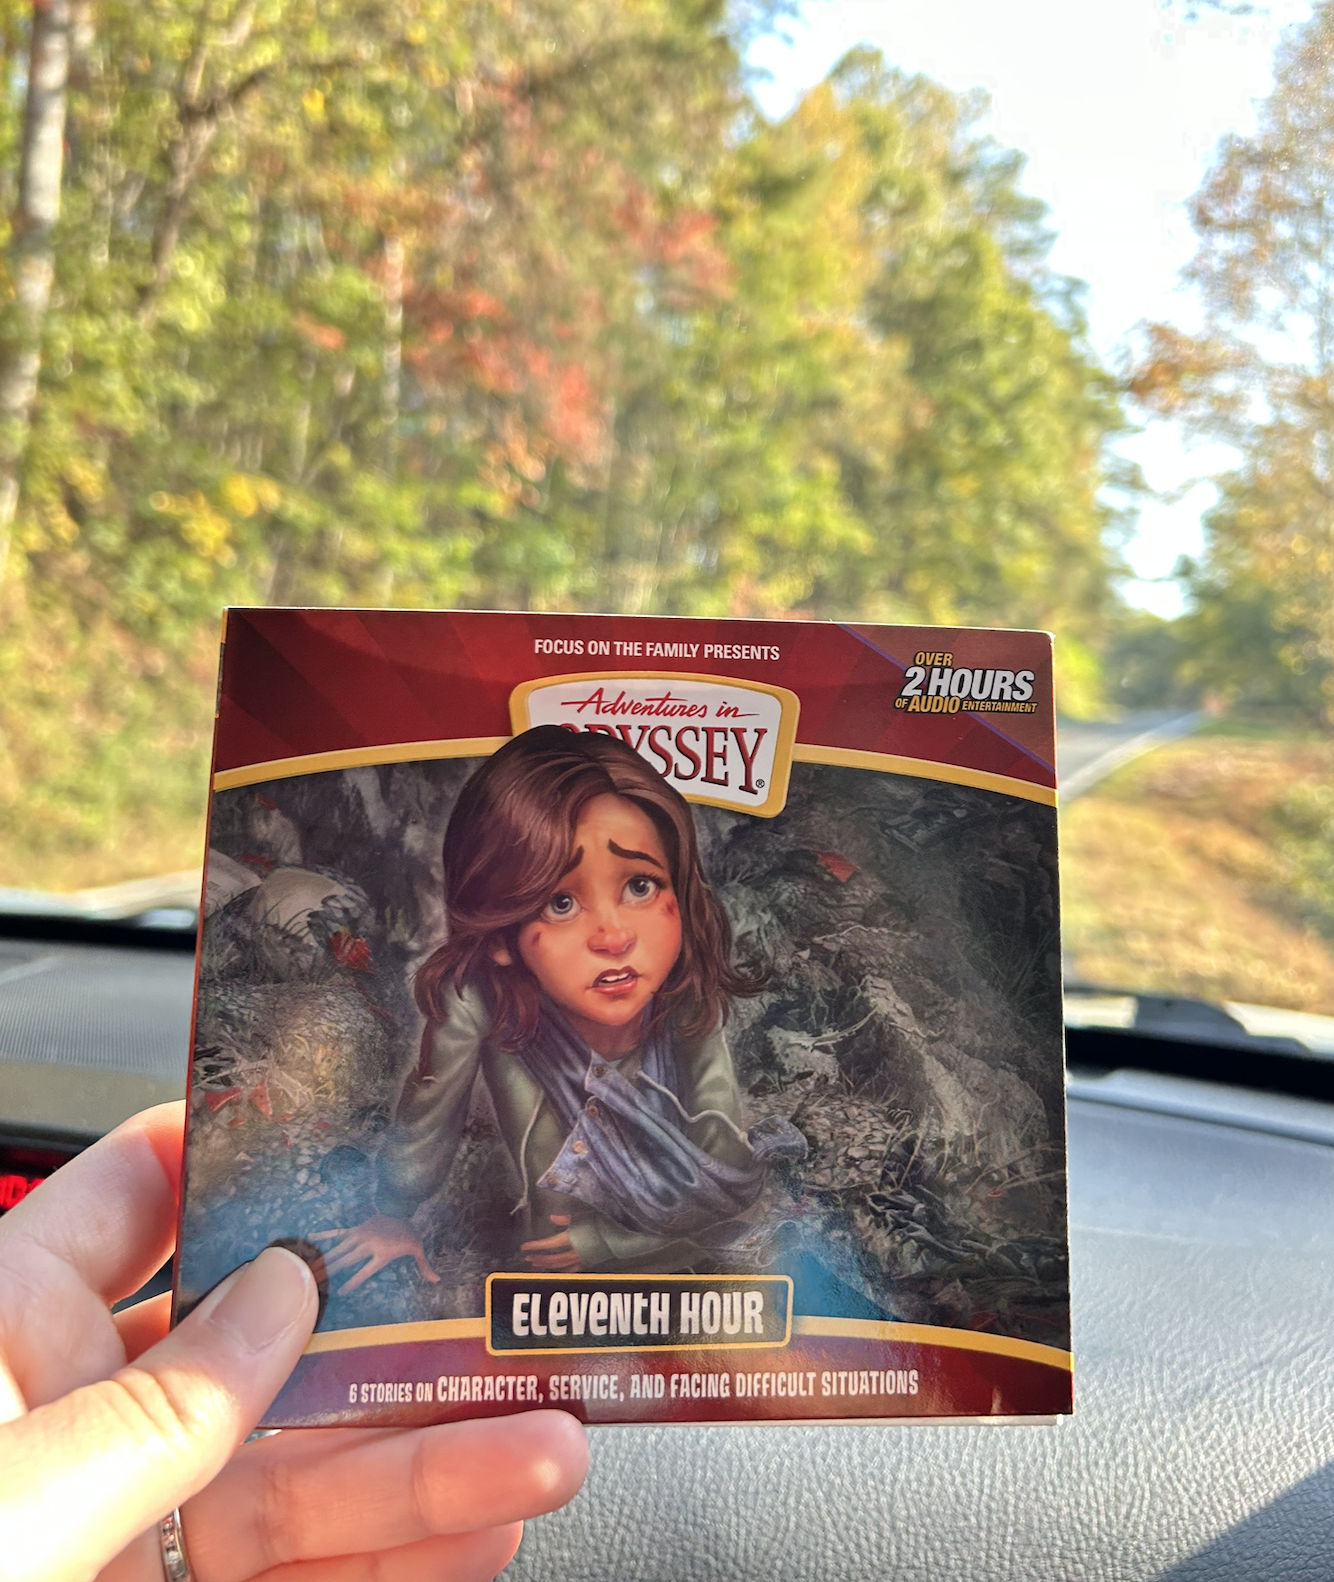 FOCUS ON THE FAMILY PRESENTS
Adventures in
ODYSSEY®
OVER
2 HOURS
OF AUDIO ENTERTAINMENT
ELEVENTH HOUR
6 STORIES ON CHARACTER, SERVICE, AND FACING DIFFICULT SITUATIONS